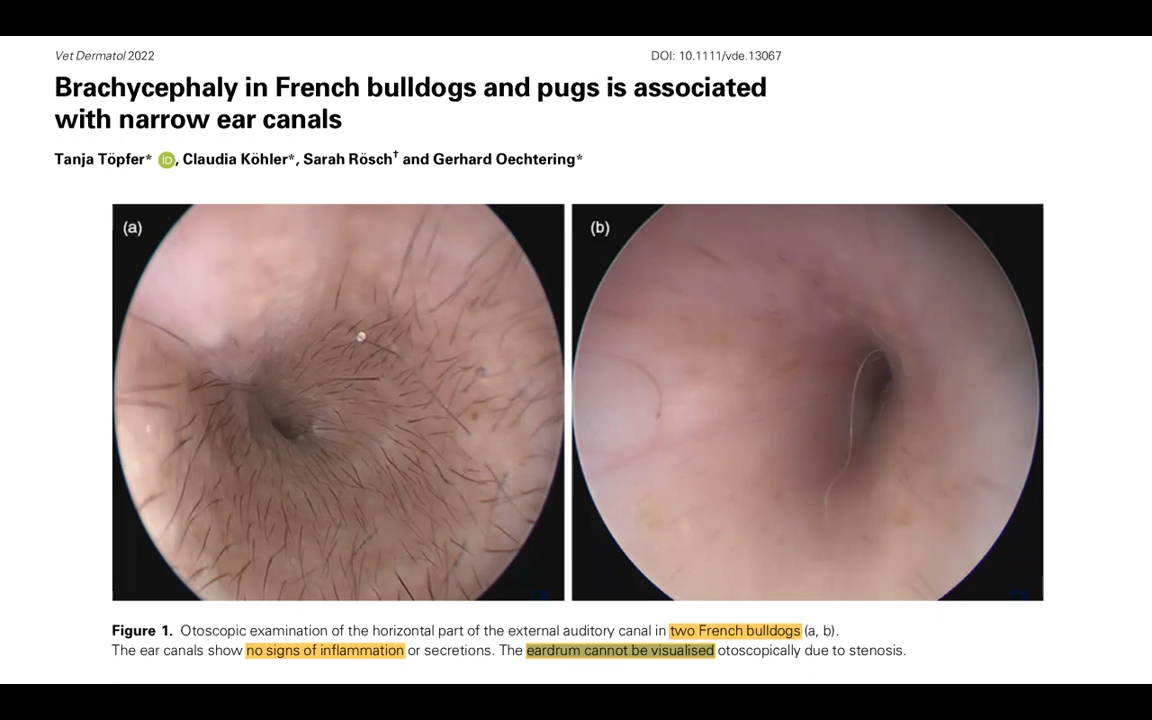 Vet Dermatol 2022
DOI: 10.1111/vde.13067
Brachycephaly in French bulldogs and pugs is associated
with narrow ear canals
Tanja Töpfer* iD, Claudia Köhler*, Sarah Rösch† and Gerhard Oechtering*
(a)
(b)
Figure 1. Otoscopic examination of the horizontal part of the external auditory canal in two French bulldogs (a, b).
The ear canals show no signs of inflammation or secretions. The eardrum cannot be visualised otoscopically due to stenosis.